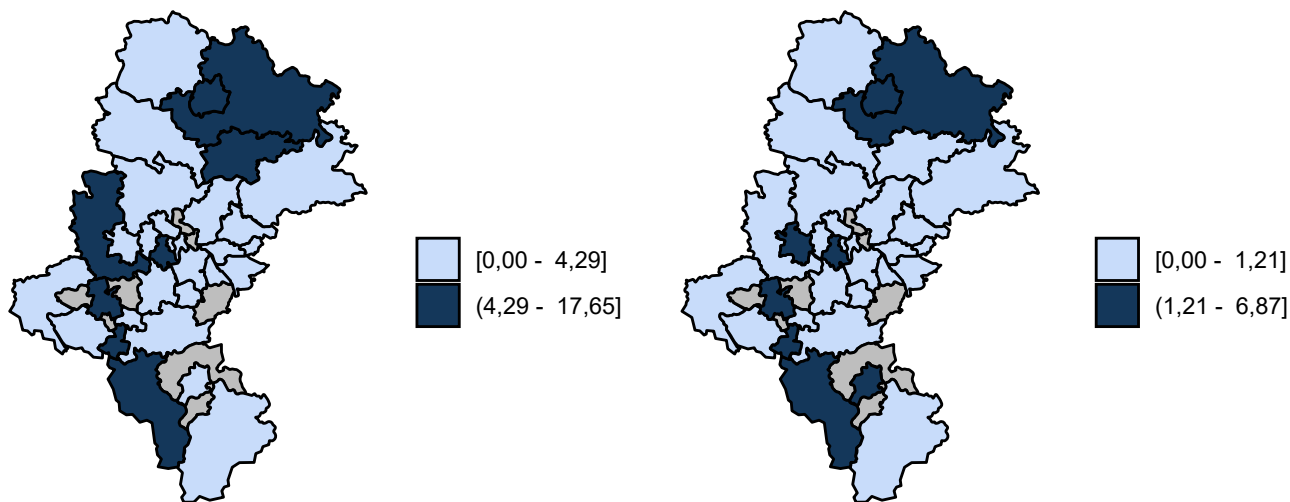 [0,00 -  4,29]
(4,29 -  17,65]
[0,00 -  1,21]
(1,21 -  6,87]